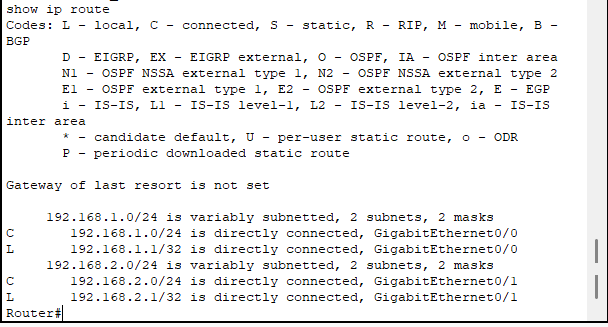 show ip route
Codes: L - local, C - connected, S - static, R - RIP, M - mobile, B -
BGP
D - EIGRP, EX - EIGRP external, O - OSPF, IA - OSPF inter area
N1 - OSPF NSSA external type 1, N2 - OSPF NSSA external type 2
E1 - OSPF external type 1, E2 - OSPF external type 2, E - EGP
i - IS-IS, L1 - IS-IS level-1, L2 - IS-IS level-2, ia - IS-IS
inter area
* - candidate default, U - per-user static route, o - ODR
P - periodic downloaded static route
Gateway of last resort is not set
192.168.1.0/24 is variably subnetted, 2 subnets, 2 masks
C 192.168.1.0/24 is directly connected, GigabitEthernet0/0
L 192.168.1.1/32 is directly connected, GigabitEthernet0/0
192.168.2.0/24 is variably subnetted, 2 subnets, 2 masks
C 192.168.2.0/24 is directly connected, GigabitEthernet0/1
L 192.168.2.1/32 is directly connected, GigabitEthernet0/1
Router#